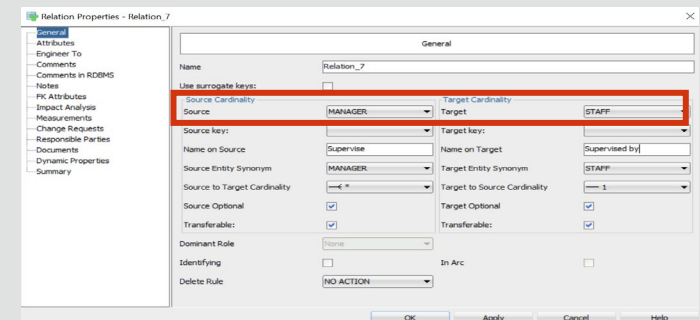 Relation Properties - Relation_7
General
Attributes
Engineer To
Comments
Comments in RDBMS
Notes
FK Attributes
Impact Analysis
Measurements
Change Requests
Responsible Parties
Documents
Dynamic Properties
Summary
General
Name Relation_7
Use surrogate keys:
Source Cardinality Target Cardinality
Source MANAGER Target STAFF
Source key: Target key:
Name on Source Supervise Name on Target Supervised by
Source Entity Synonym MANAGER Target Entity Synonym STAFF
Source to Target Cardinality * Target to Source Cardinality 1
Source Optional Target Optional
Transferable: Transferable:
Dominant Role None
Identifying In Arc
Delete Rule NO ACTION
OK Apply Cancel Help